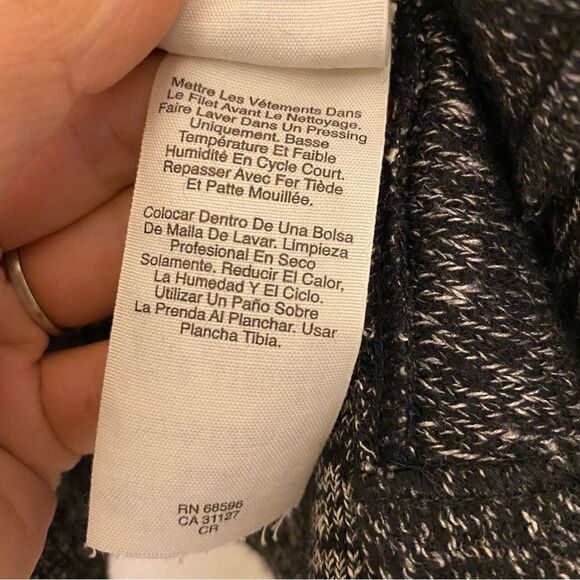 Mettre Les Vêtements Dans
Le Filet Avant Le Nettoyage.
Faire Laver Dans Un Pressing
Uniquement. Basse
Température Et Faible
Humidité En Cycle Court.
Repasser Avec Fer Tiède
Et Patte Mouillée.
Colocar Dentro De Una Bolsa
De Malla De Lavar. Limpieza
Profesional En Seco
Solamente. Reducir El Calor,
La Humedad Y El Ciclo.
Utilizar Un Paño Sobre
La Prenda Al Planchar. Usar
Plancha Tibia.
RN 66596
CA 31127
CR